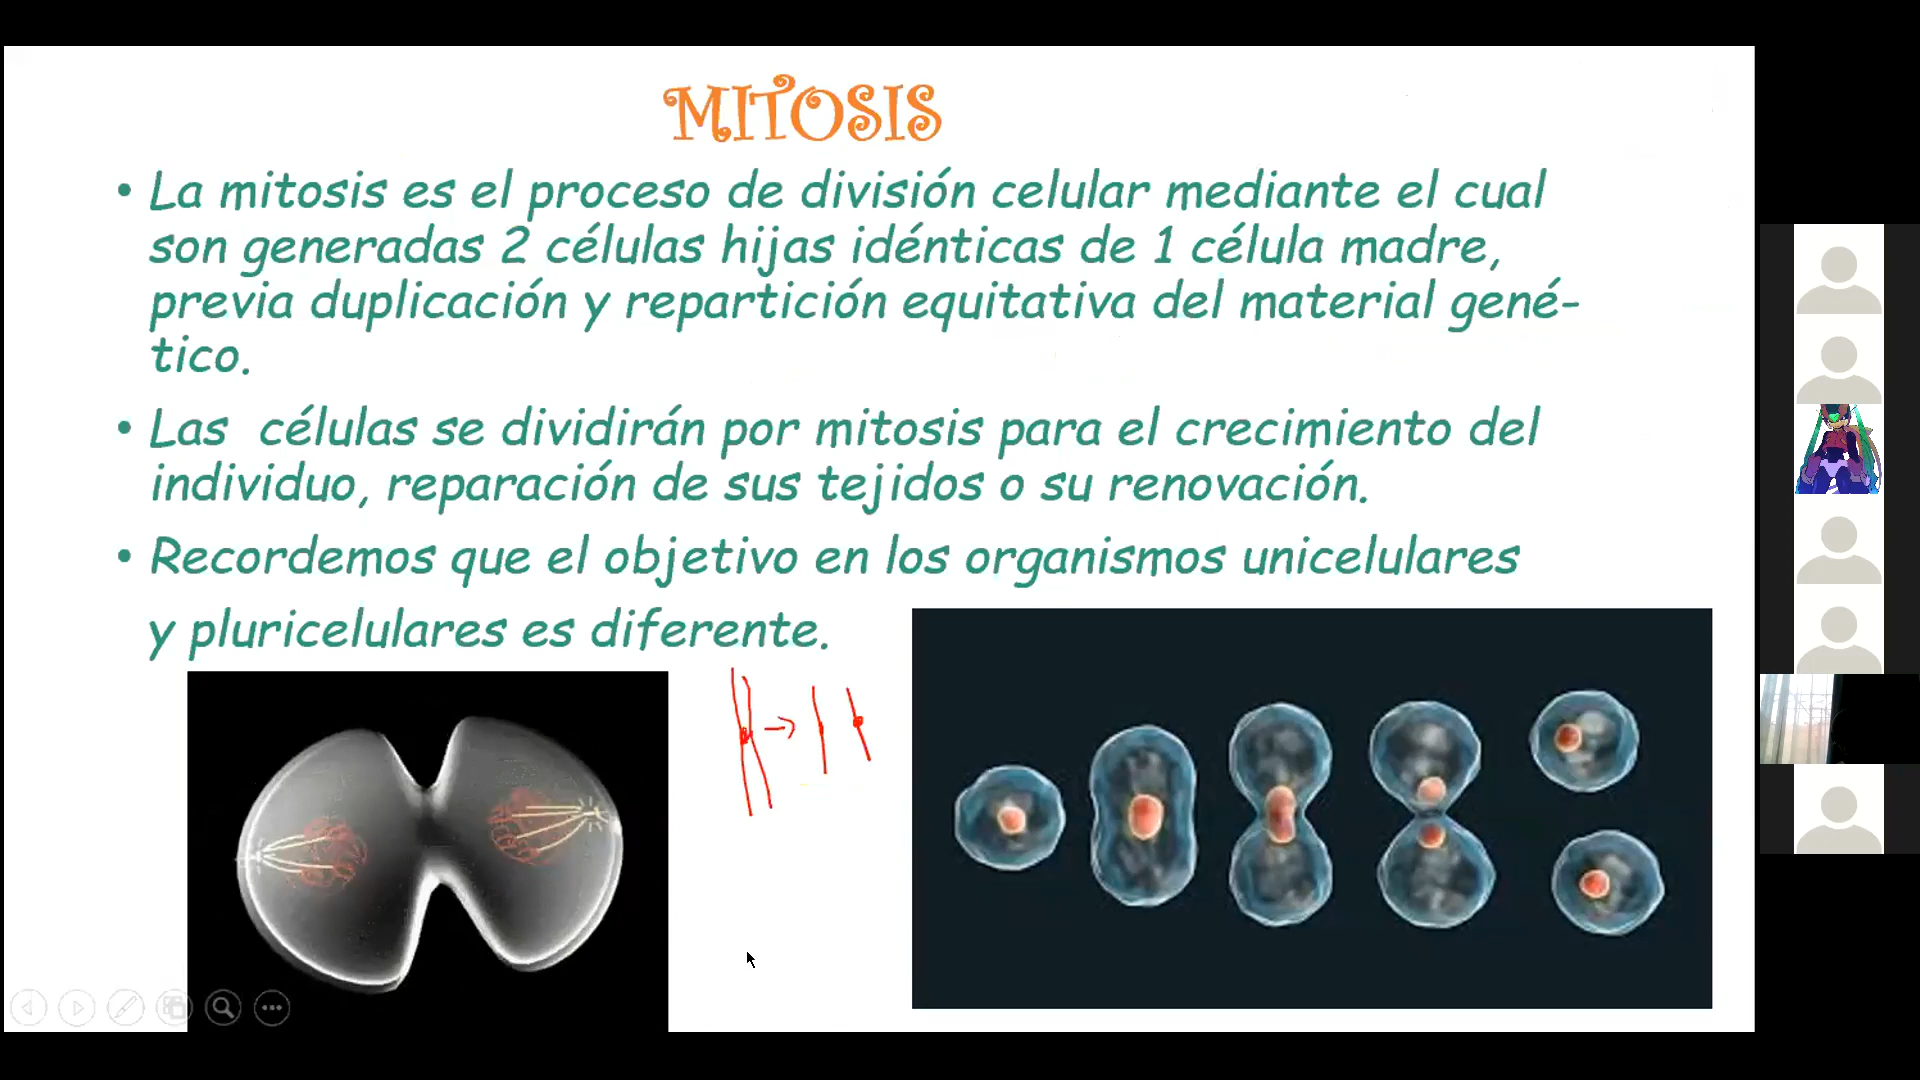 MITOSIS
• La mitosis es el proceso de división celular mediante el cual
son generadas 2 células hijas idénticas de 1 célula madre,
previa duplicación y repartición equitativa del material gené-
tico.
• Las células se dividirán por mitosis para el crecimiento del
individuo, reparación de sus tejidos o su renovación.
• Recordemos que el objetivo en los organismos unicelulares
y pluricelulares es diferente.